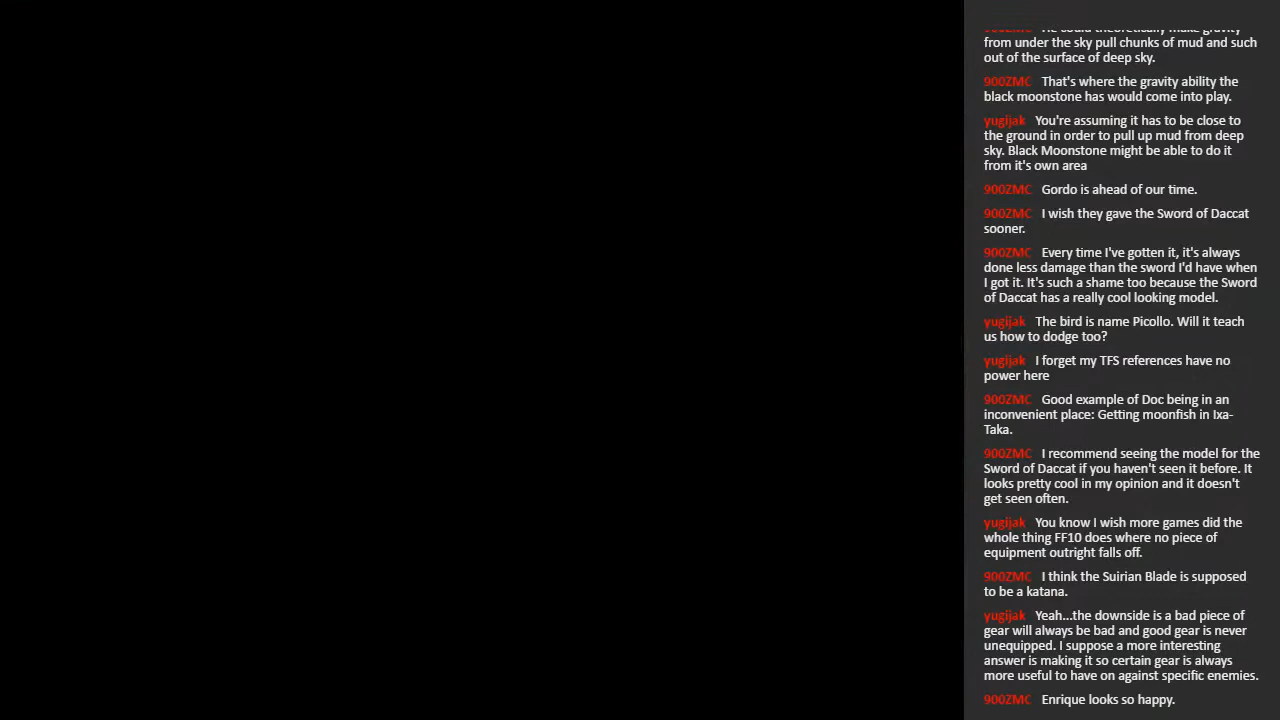 from under the sky pull chunks of mud and such
out of the surface of deep sky.
900ZMC That's where the gravity ability the
black moonstone has would come into play.
yugijak You're assuming it has to be close to
the ground in order to pull up mud from deep
sky. Black Moonstone might be able to do it
from it's own area
900ZMC Gordo is ahead of our time.
900ZMC I wish they gave the Sword of Daccat
sooner.
900ZMC Every time I've gotten it, it's always
done less damage than the sword I'd have when
I got it. It's such a shame too because the Sword
of Daccat has a really cool looking model.
yugijak The bird is name Picollo. Will it teach
us how to dodge too?
yugijak I forget my TFS references have no
power here
900ZMC Good example of Doc being in an
inconvenient place: Getting moonfish in Ixa-
Taka.
900ZMC I recommend seeing the model for the
Sword of Daccat if you haven't seen it before. It
looks pretty cool in my opinion and it doesn't
get seen often.
yugijak You know I wish more games did the
whole thing FF10 does where no piece of
equipment outright falls off.
900ZMC I think the Suirian Blade is supposed
to be a katana.
yugijak Yeah...the downside is a bad piece of
gear will always be bad and good gear is never
unequipped. I suppose a more interesting
answer is making it so certain gear is always
more useful to have on against specific enemies.
900ZMC Enrique looks so happy.